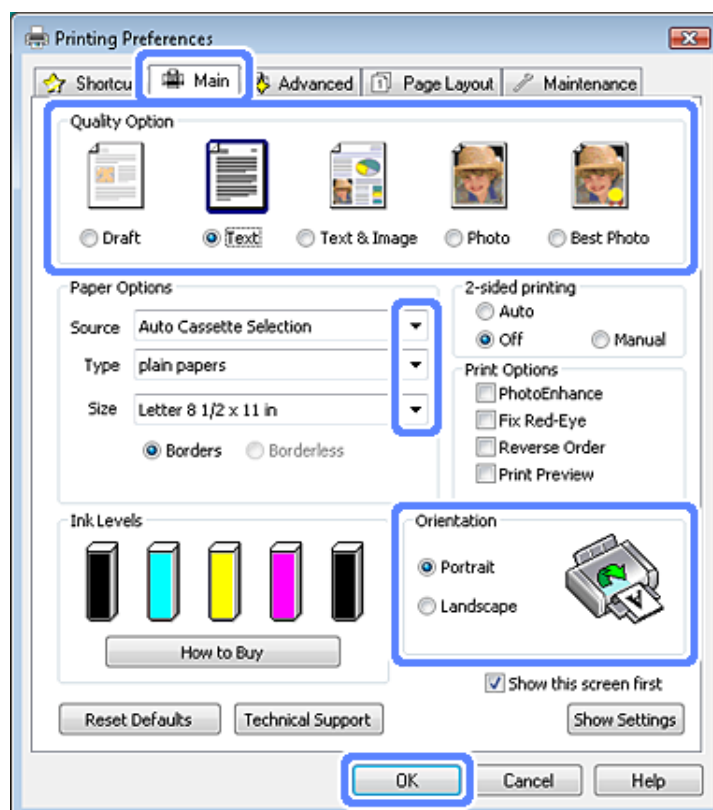 Printing Preferences
Shortcu Main Advanced Page Layout Maintenance
Quality Option
Draft Text Text & Image Photo Best Photo
Paper Options
Source Auto Cassette Selection
Type plain papers
Size Letter 8 1/2 x 11 in
Borders Borderless
2-sided printing
Auto
Off Manual
Print Options
PhotoEnhance
Fix Red-Eye
Reverse Order
Print Preview
Ink Levels
How to Buy
Orientation
Portrait
Landscape
A
Show this screen first
Reset Defaults Technical Support Show Settings
OK Cancel Help